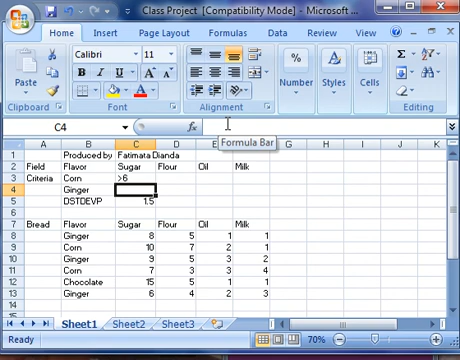 Class Project [Compatibility Mode] - Microsoft ...
Home Insert Page Layout Formulas
Paste
Calibri 11
B I U
A A
Number Styles Cells
Clipboard Font Alignment Editing
C4 fx
Formula Bar
A B C D E F G H I J K
1 Produced by Fatimata Dianda
2 Field Flavor Sugar Flour Oil Milk
3 Criteria Corn >6
4 Ginger
5 DSTDEVP 1.5
6
7 Bread Flavor Sugar Flour Oil Milk
8 Ginger 8 5 1 1
9 Corn 10 7 2 1
10 Ginger 9 5 3 2
11 Corn 7 3 3 4
12 Chocolate 15 5 1 1
13 Ginger 6 4 2 3
Sheet1 Sheet2 Sheet3
Ready 70%